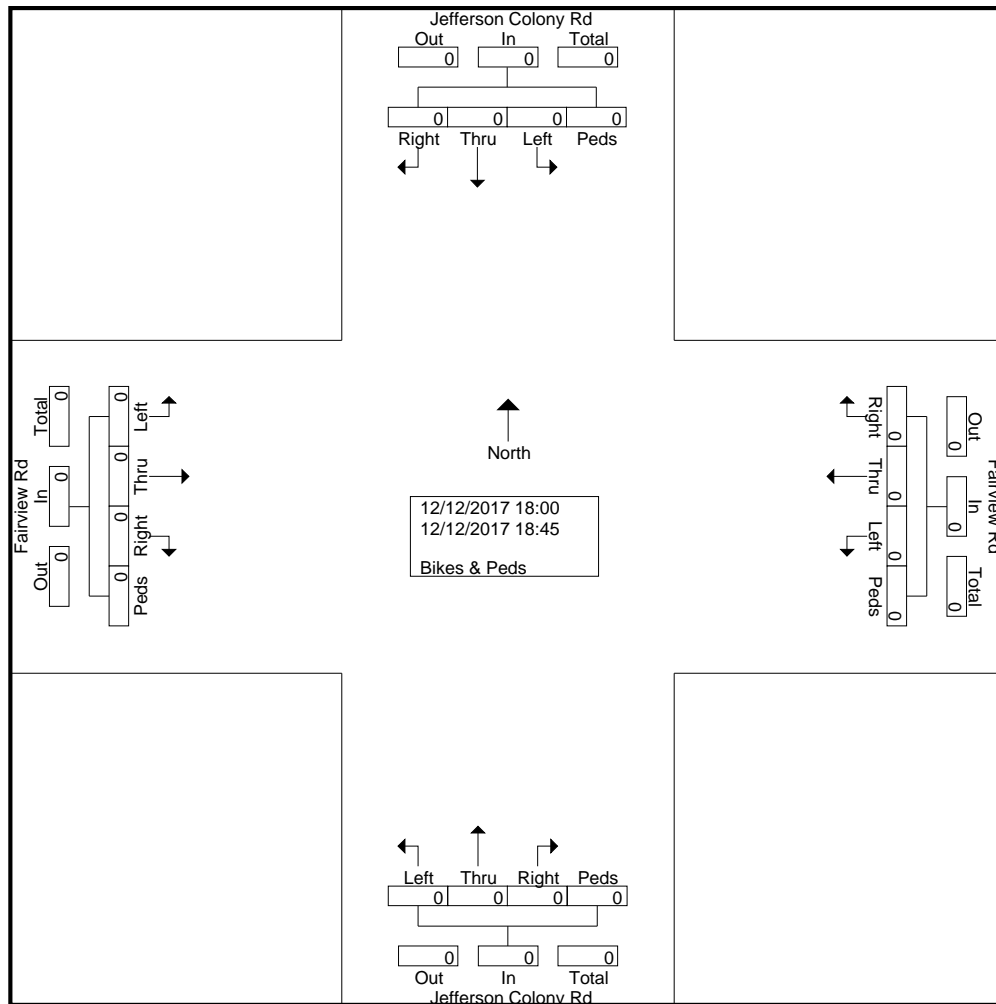 Jefferson Colony Rd
Out In Total
0 0 0
0 0 0 0
Right Thru Left Peds
Fairview Rd
Total In Out
0 0 0
0 0 0 0
Left Thru Right Peds
North
12/12/2017 18:00
12/12/2017 18:45
Bikes & Peds
Right Thru Left Peds
0 0 0 0
0 0 0
Out In Total
Fairview Rd
Left Thru Right Peds
0 0 0 0
0 0 0
Out In Total
Jefferson Colony Rd